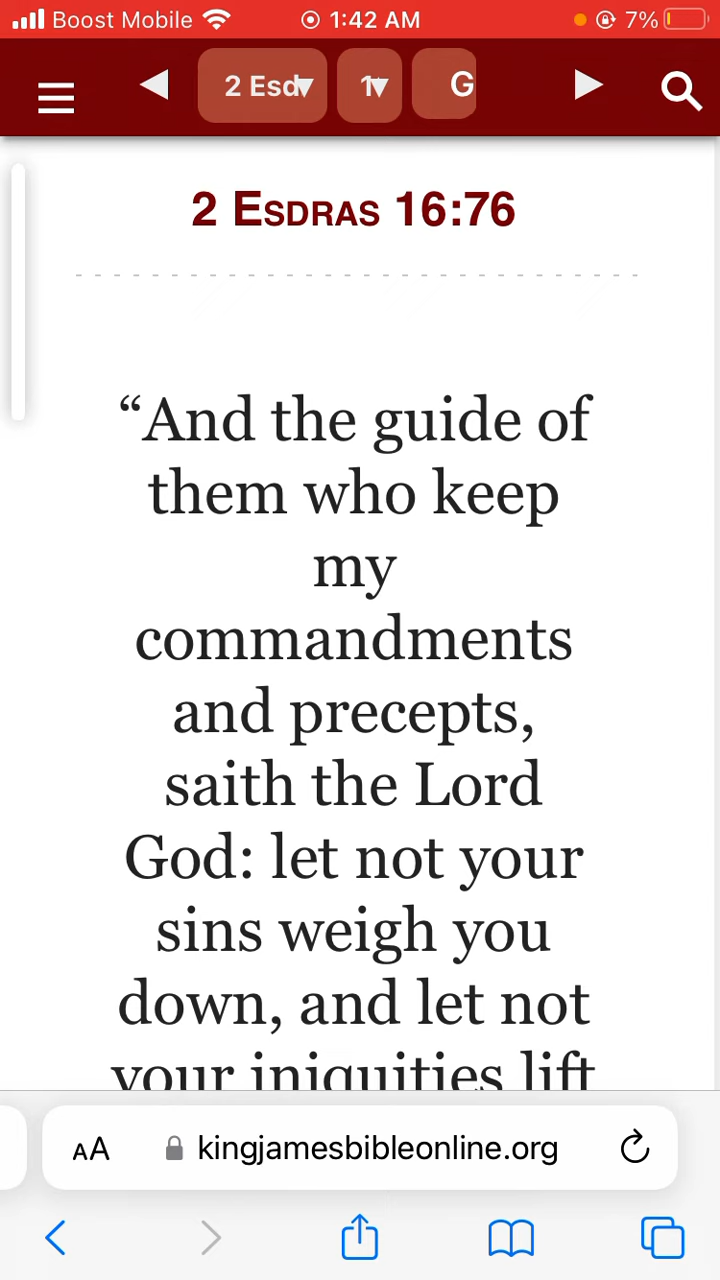 Boost Mobile 1:42 AM 7%
2 Esd 1 G
2 ESDRAS 16:76
“And the guide of
them who keep
my
commandments
and precepts,
saith the Lord
God: let not your
sins weigh you
down, and let not
your iniquities lift
AA kingjamesbibleonline.org